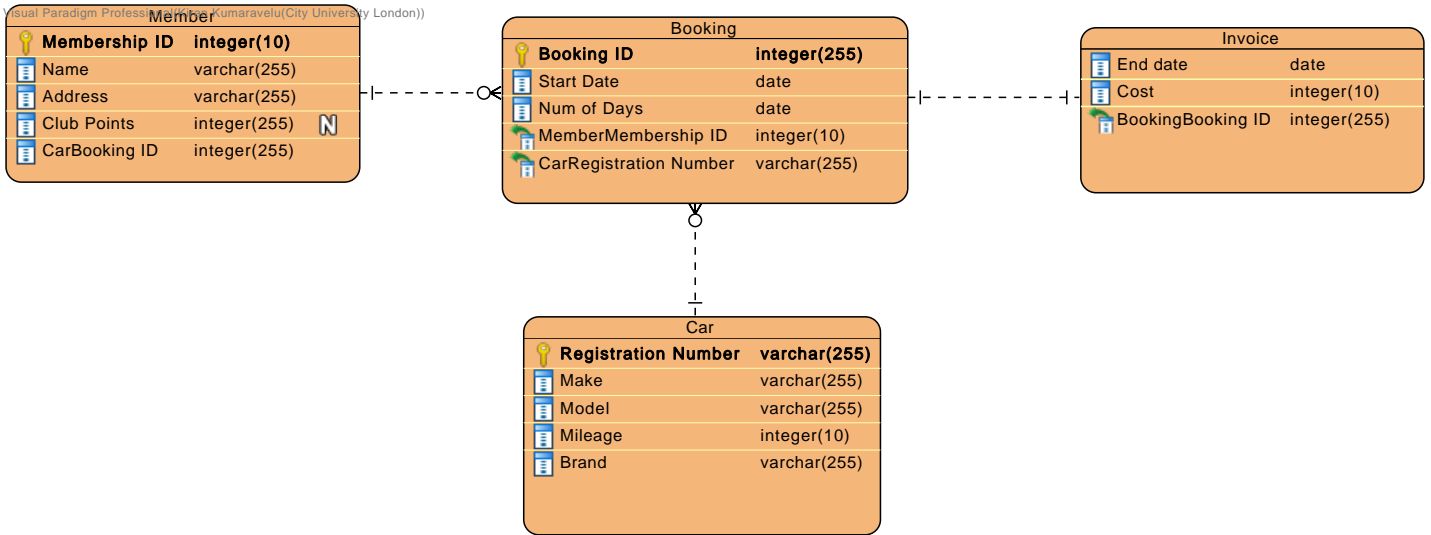 Visual Paradigm Professional(Kiran Kumaravelu(City University London))
Member
Membership ID integer(10)
Name varchar(255)
Address varchar(255)
Club Points integer(255) N
CarBooking ID integer(255)
Booking
Booking ID integer(255)
Start Date date
Num of Days date
MemberMembership ID integer(10)
CarRegistration Number varchar(255)
Invoice
End date date
Cost integer(10)
BookingBooking ID integer(255)
Car
Registration Number varchar(255)
Make varchar(255)
Model varchar(255)
Mileage integer(10)
Brand varchar(255)